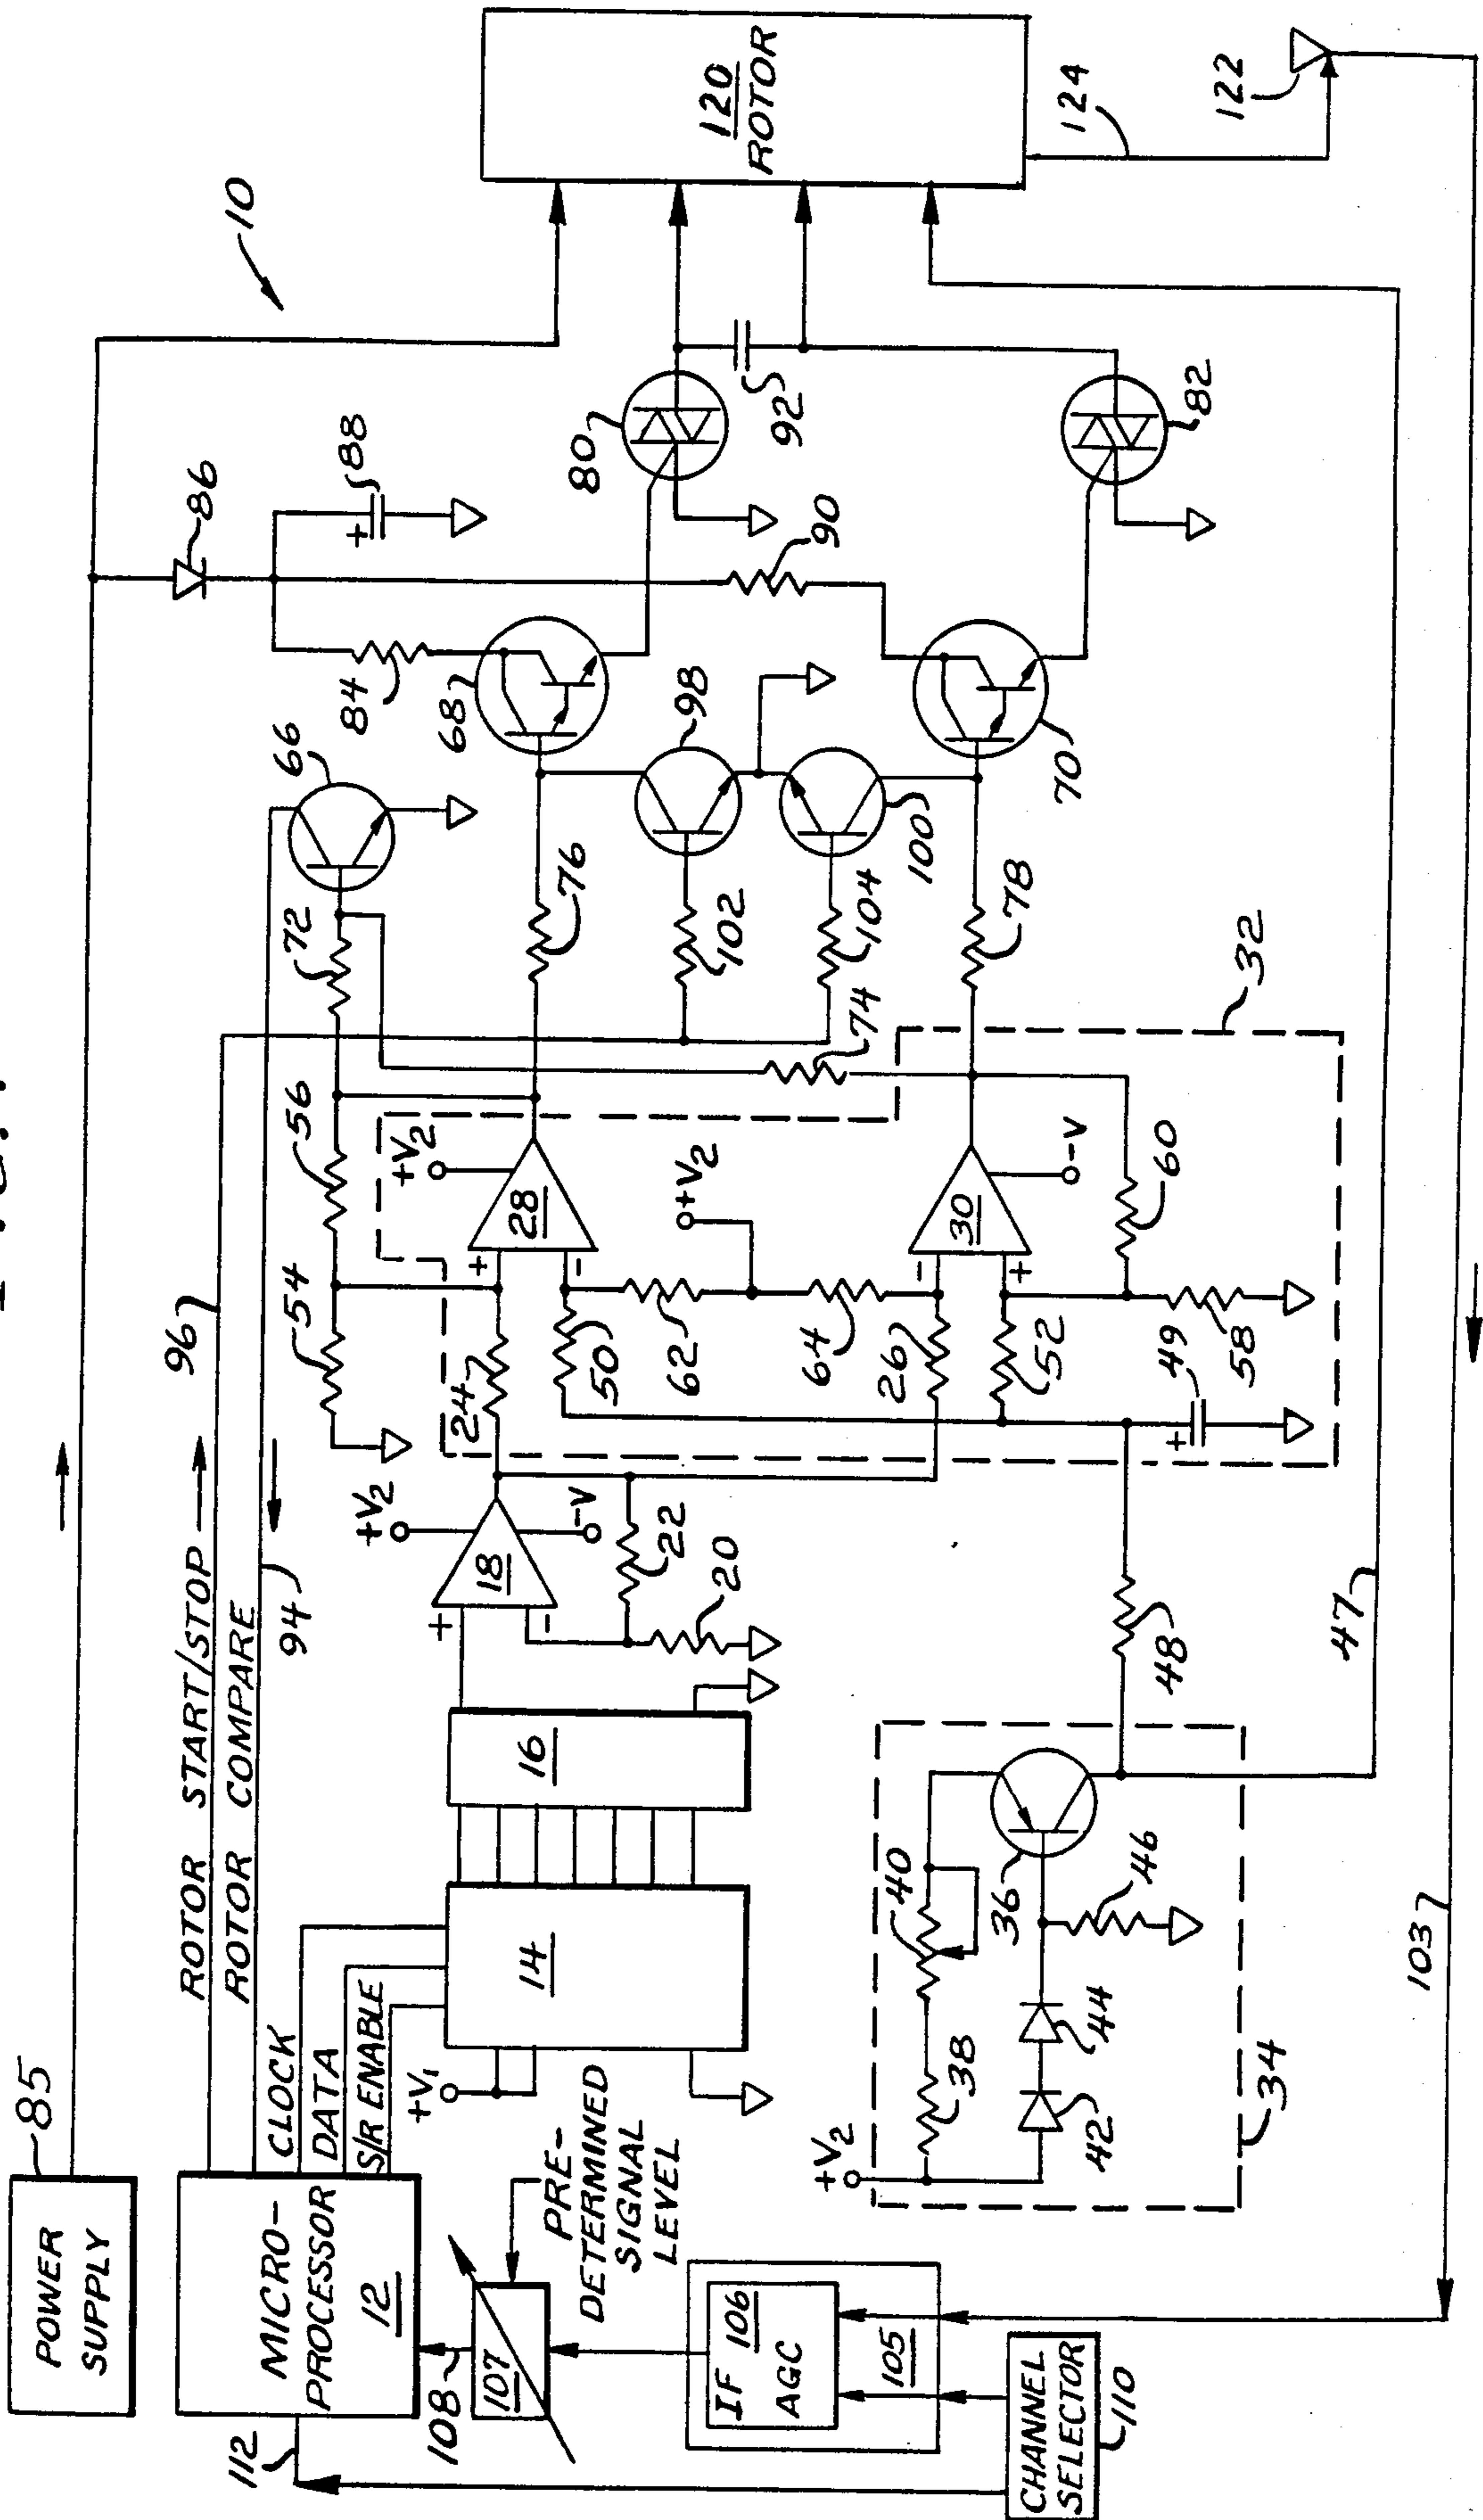 10
POWER
SUPPLY
85
MICRO-
PROCESSOR
12
112
108
107
PRE-
DETERMINED
SIGNAL
LEVEL
IF 106
AGC
105
CHANNEL
SELECTOR
110
ROTOR START/STOP
ROTOR COMPARE
CLOCK
DATA
S/R ENABLE
96
94
+V1
14
16
+
-
18
+V2
-V
22
20
+V2
38
40
42
44
36
46
34
48
47
103
54
56
24
50
62
64
26
52
49
+
58
60
+
-
28
+V2
+V2
-
+
30
-V
32
72
74
76
78
66
102
104
98
100
68
70
84
86
88
+
90
80
82
92
120
ROTOR
124
122